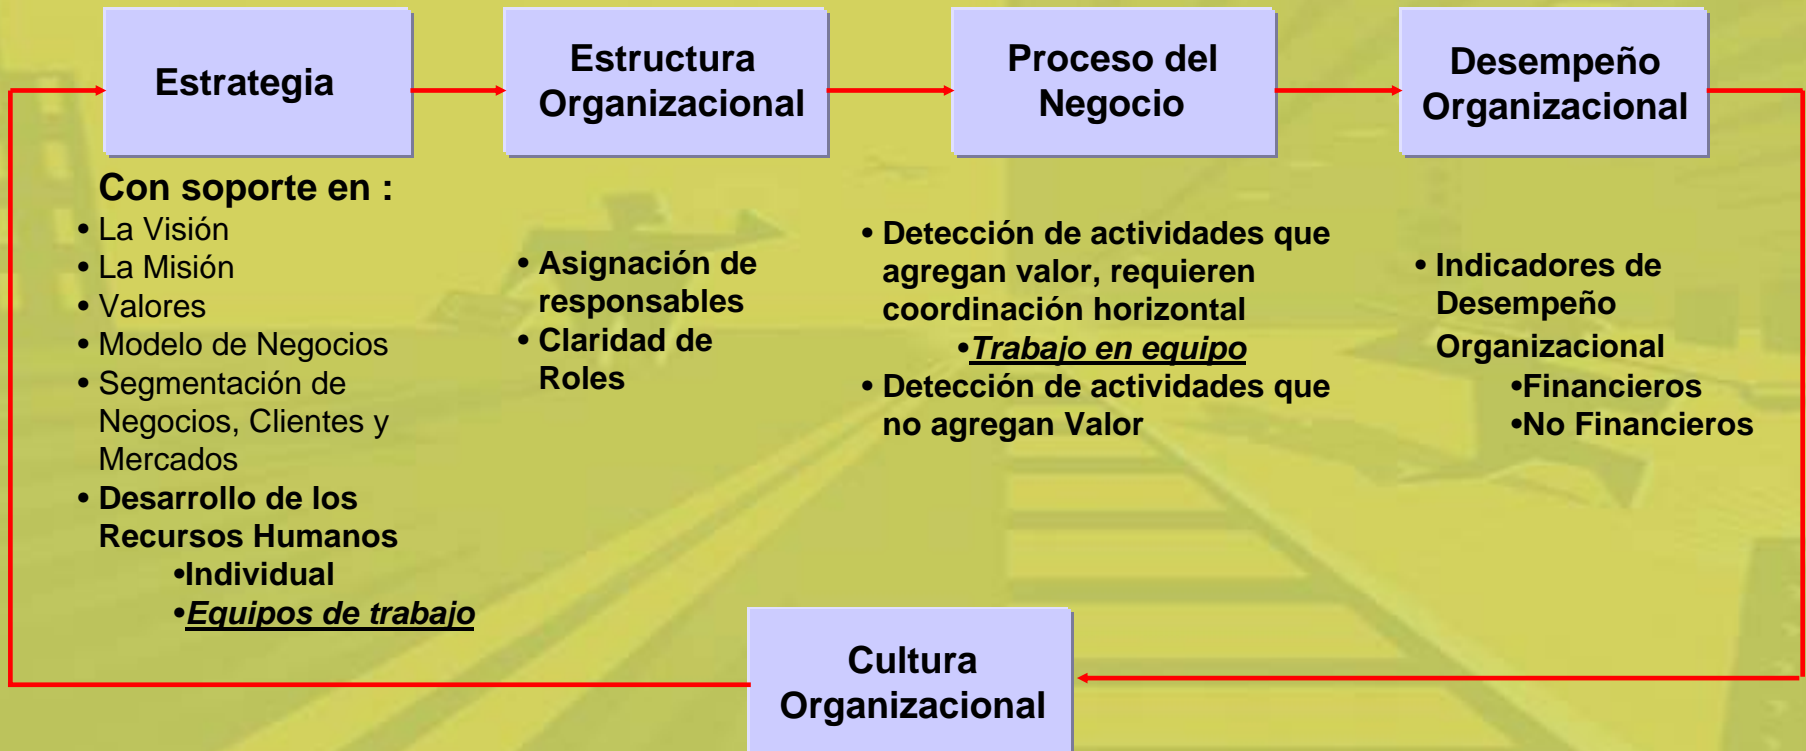 Estrategia
Estructura
Organizacional
Proceso del
Negocio
Desempeño
Organizacional
Con soporte en :
• La Visión
• La Misión
• Valores
• Modelo de Negocios
• Segmentación de
Negocios, Clientes y
Mercados
• Desarrollo de los
Recursos Humanos
•Individual
•Equipos de trabajo
• Asignación de
responsables
• Claridad de
Roles
• Detección de actividades que
agregan valor, requieren
coordinación horizontal
•Trabajo en equipo
• Detección de actividades que
no agregan Valor
• Indicadores de
Desempeño
Organizacional
•Financieros
•No Financieros
Cultura
Organizacional